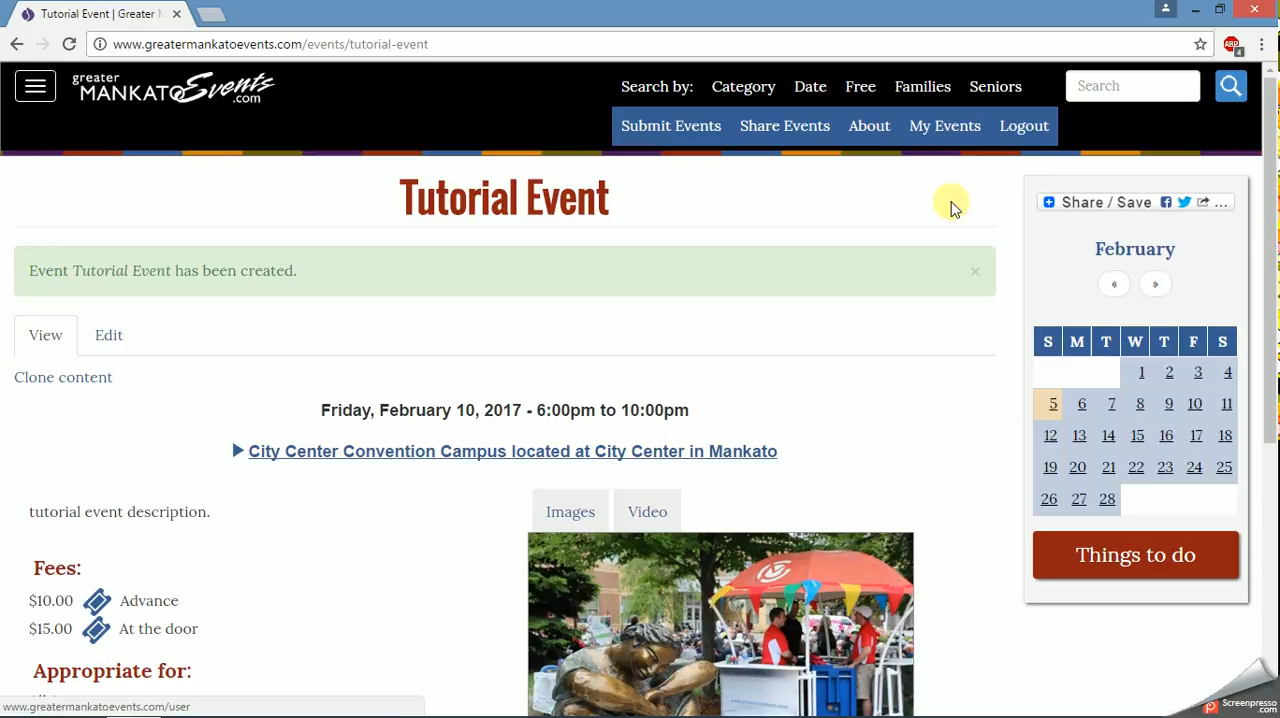 Tutorial Event | Greater M
www.greatermankatoevents.com/events/tutorial-event
ABP
4
greater
MANKATO Events
.com
Search by: Category Date Free Families Seniors
Search
Submit Events Share Events About My Events Logout
Tutorial Event
Event Tutorial Event has been created.
×
View Edit
Clone content
Friday, February 10, 2017 - 6:00pm to 10:00pm
City Center Convention Campus located at City Center in Mankato
tutorial event description.
Images Video
Fees:
$10.00 Advance
$15.00 At the door
Appropriate for:
Share / Save ...
February
« »
S M T W T F S
1 2 3 4
5 6 7 8 9 10 11
12 13 14 15 16 17 18
19 20 21 22 23 24 25
26 27 28
Things to do
www.greatermankatoevents.com/user
Screenpresso
.com